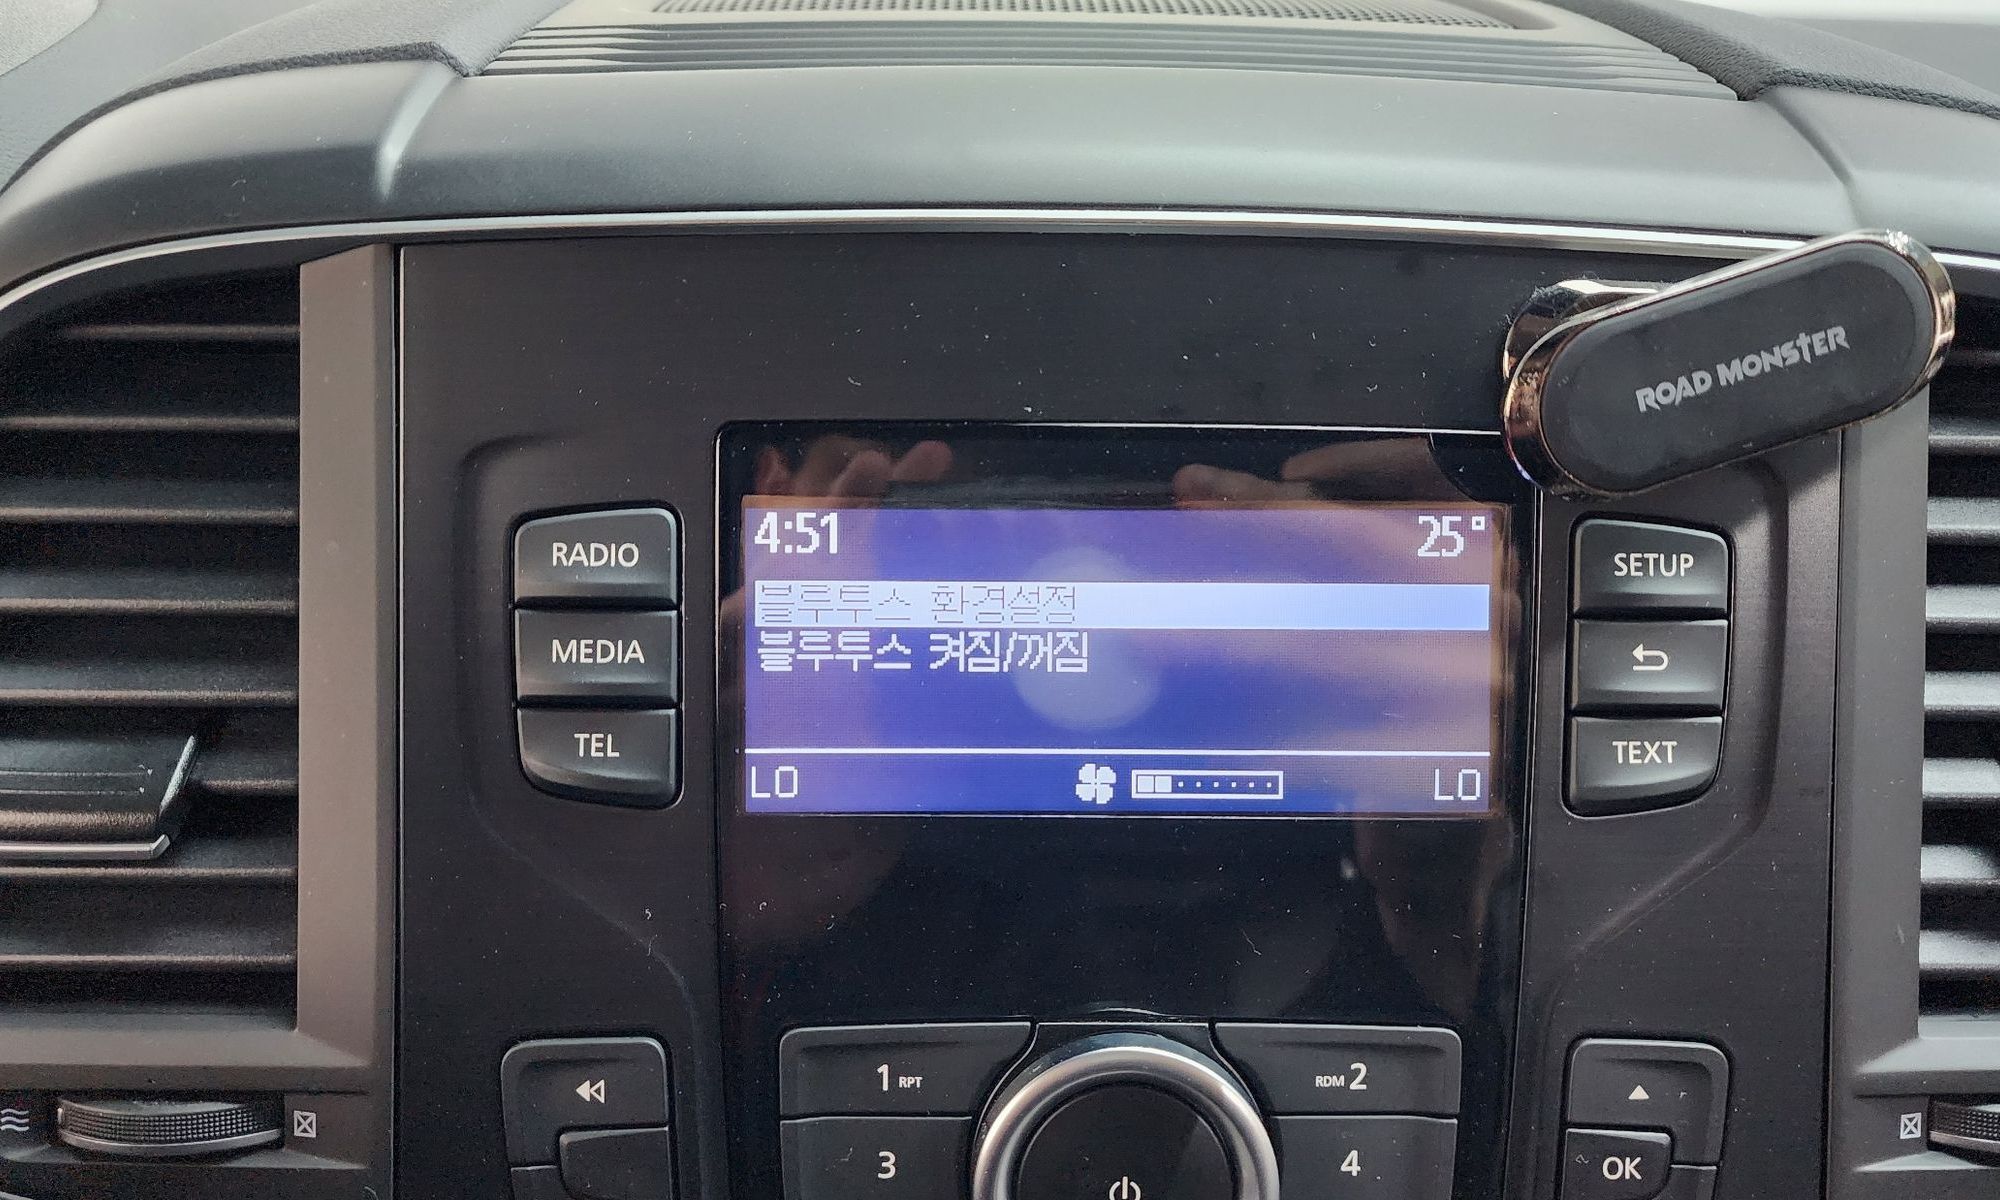 ROAD MONSTER
4:51
25°
블루투스 환경설정
블루투스 켜짐/꺼짐
LO
LO
RADIO
MEDIA
TEL
SETUP
TEXT
1 RPT
RDM 2
3
4
OK